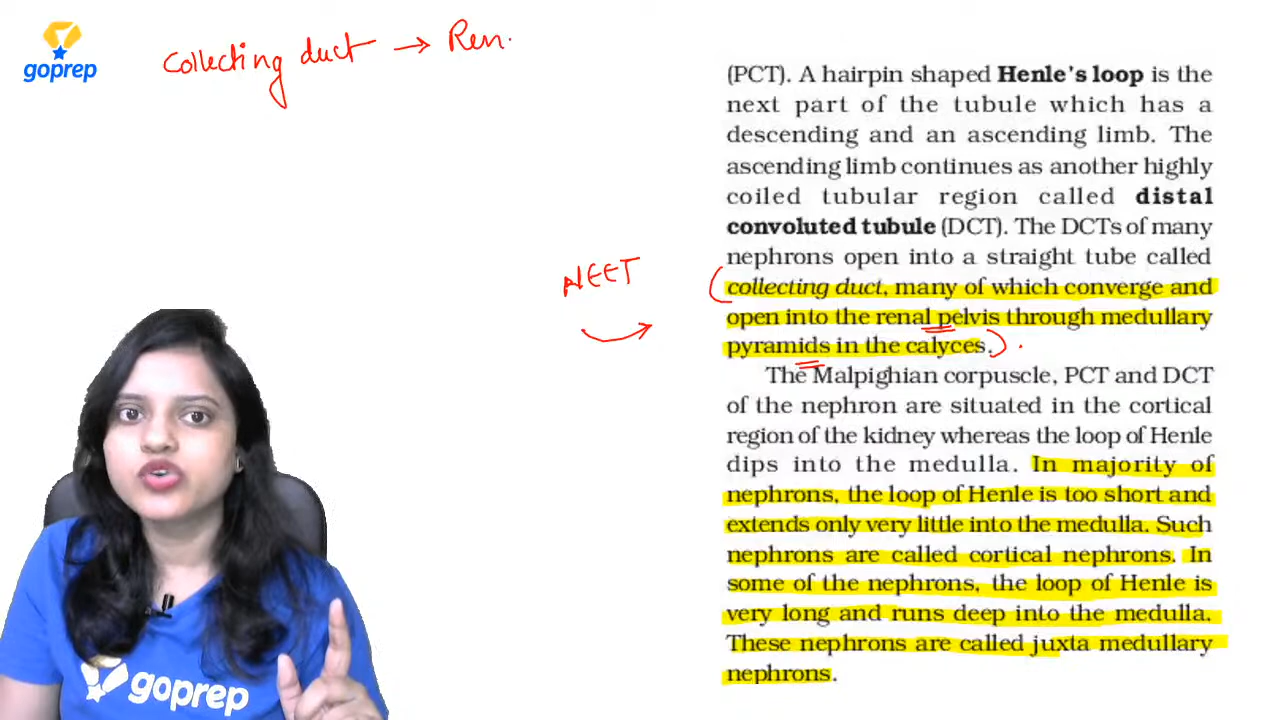 goprep
Collecting duct → Ren.
NEET
(PCT). A hairpin shaped Henle's loop is the
next part of the tubule which has a
descending and an ascending limb. The
ascending limb continues as another highly
coiled tubular region called distal
convoluted tubule (DCT). The DCTs of many
nephrons open into a straight tube called
collecting duct, many of which converge and
open into the renal pelvis through medullary
pyramids in the calyces.
The Malpighian corpuscle, PCT and DCT
of the nephron are situated in the cortical
region of the kidney whereas the loop of Henle
dips into the medulla. In majority of
nephrons, the loop of Henle is too short and
extends only very little into the medulla. Such
nephrons are called cortical nephrons. In
some of the nephrons, the loop of Henle is
very long and runs deep into the medulla.
These nephrons are called juxta medullary
nephrons.
goprep